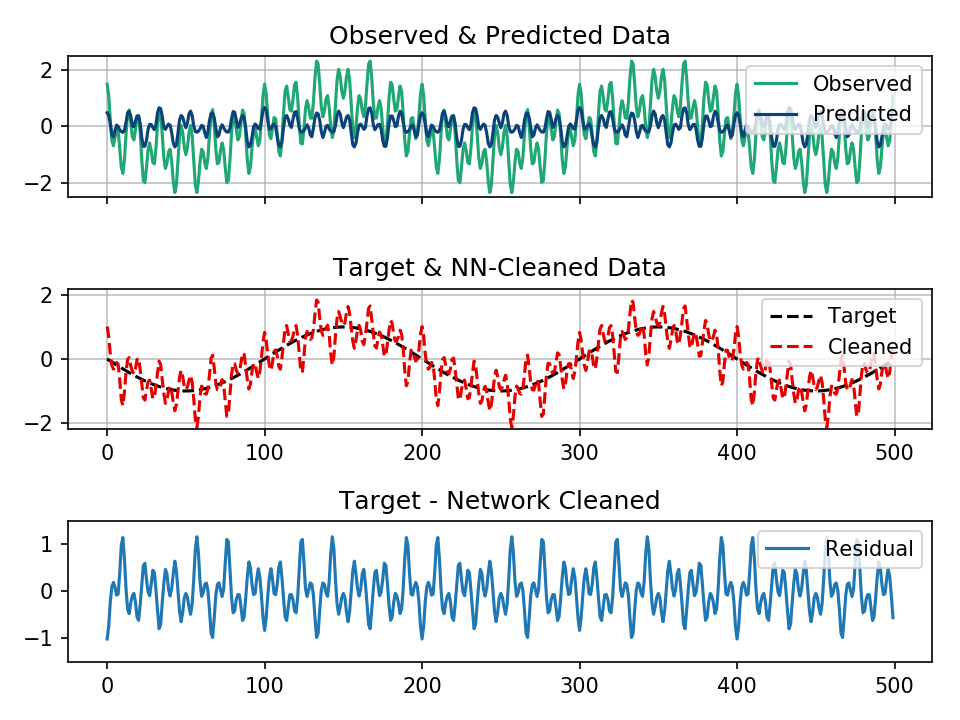 Observed & Predicted Data
2
0
−2
Observed
Predicted
Target & NN-Cleaned Data
2
0
−2
Target
Cleaned
0 100 200 300 400 500
Target - Network Cleaned
1
0
−1
Residual
0 100 200 300 400 500